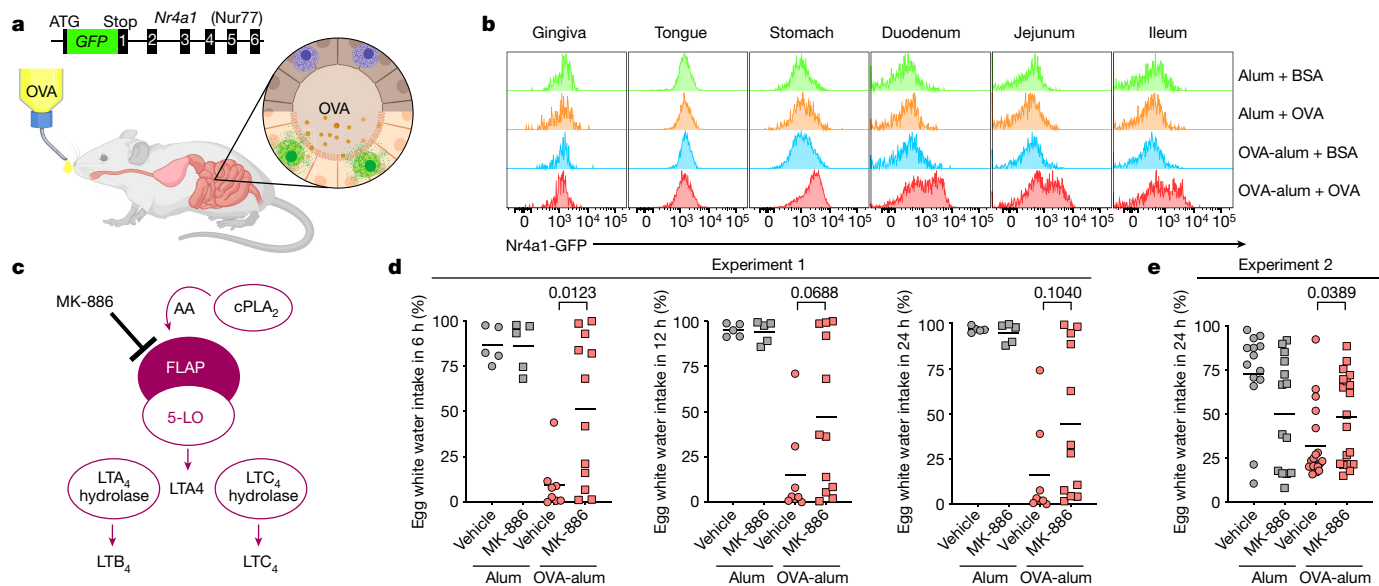 a
ATG Stop Nr4a1 (Nur77)
GFP 1 2 3 4 5 6
OVA
OVA
b
Gingiva Tongue Stomach Duodenum Jejunum Ileum
Alum + BSA
Alum + OVA
OVA-alum + BSA
OVA-alum + OVA
0 10³ 10⁴ 10⁵ 0 10³ 10⁴ 10⁵ 0 10³ 10⁴ 10⁵ 0 10³ 10⁴ 10⁵ 0 10³ 10⁴ 10⁵ 0 10³ 10⁴ 10⁵
Nr4a1-GFP
c
MK-886
AA
cPLA₂
FLAP
5-LO
LTA₄
hydrolase
LTA4
LTC₄
hydrolase
LTB₄
LTC₄
d
Experiment 1
Egg white water intake in 6 h (%)
100
75
50
25
0
0.0123
Vehicle
MK-886
Vehicle
MK-886
Alum OVA-alum
Egg white water intake in 12 h (%)
100
75
50
25
0
0.0688
Vehicle
MK-886
Vehicle
MK-886
Alum OVA-alum
Egg white water intake in 24 h (%)
100
75
50
25
0
0.1040
Vehicle
MK-886
Vehicle
MK-886
Alum OVA-alum
e
Experiment 2
Egg white water intake in 24 h (%)
100
75
50
25
0
0.0389
Vehicle
MK-886
Vehicle
MK-886
Alum OVA-alum